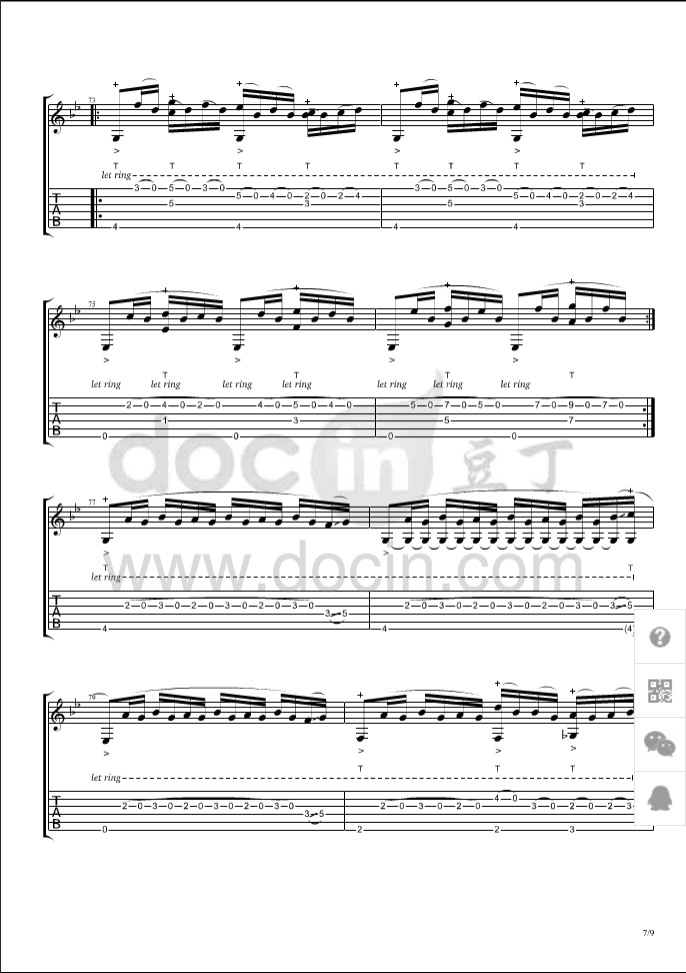 73
T T T T T T T T
let ring
T 3 0 5 0 3 0 5 0 4 0 2 0 2 4 3 0 5 0 3 0 5 0 4 0 2 0 2 4
A 5 3 5 3
B 4 4 4 4
75
T T T T
let ring let ring let ring let ring let ring let ring let ring
T 2 0 4 0 2 0 4 0 5 0 4 0 5 0 7 0 5 0 7 0 9 0 7 0
A 1 3 5 7
B 0 0 0 0
docin 豆丁
77
www.docin.com
T T T
let ring
T
A 2 0 3 0 2 0 3 0 2 0 3 0 3 5 2 0 3 0 2 0 3 0 2 0 3 0 3 5
B 4 4 (4)
79
T T T
let ring
T 4 0
A 2 0 3 0 2 0 3 0 2 0 3 0 3 5 2 0 3 0 2 0 3 0 2 0 2 3
B 0 2 2 3
7/9